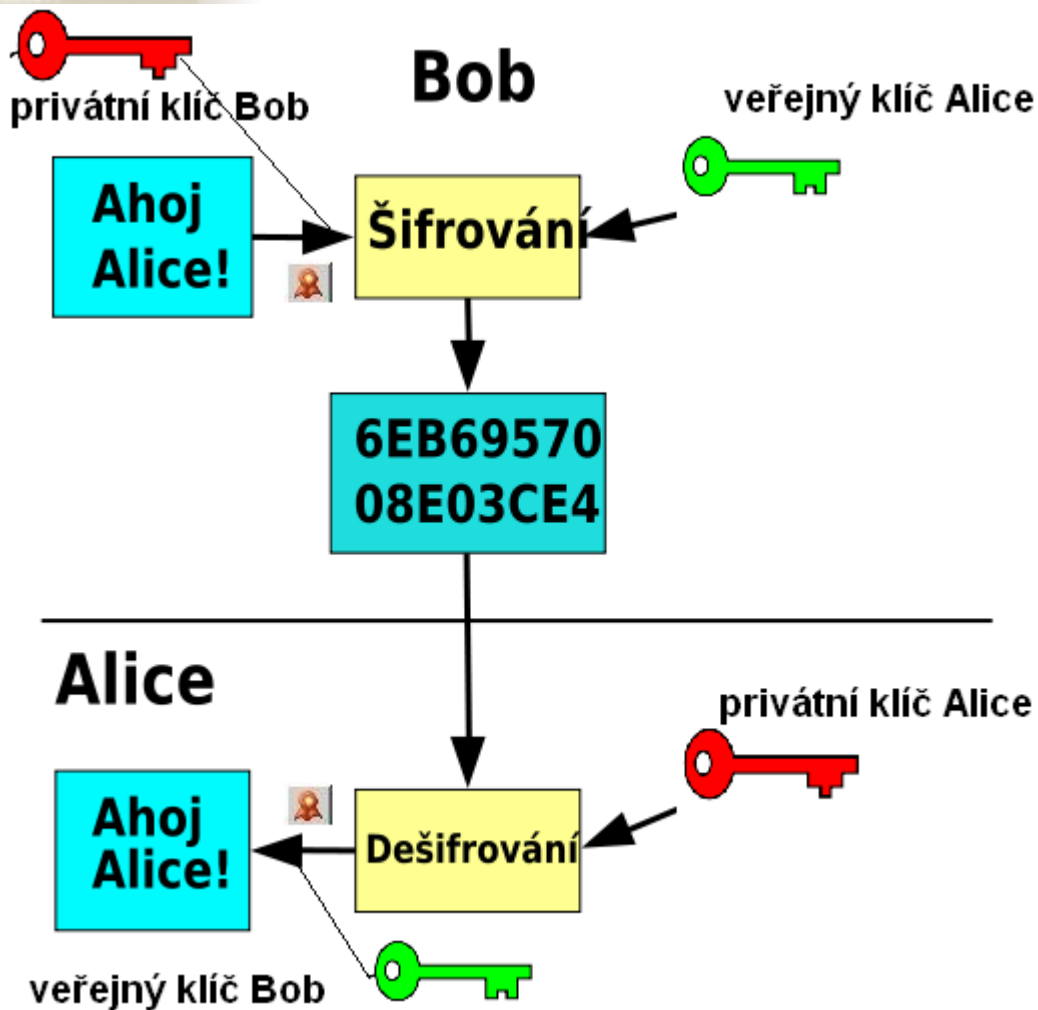 Bob
privátní klíč Bob
veřejný klíč Alice
Ahoj
Alice!
Šifrování
6EB69570
08E03CE4
Alice
privátní klíč Alice
Ahoj
Alice!
Dešifrování
veřejný klíč Bob